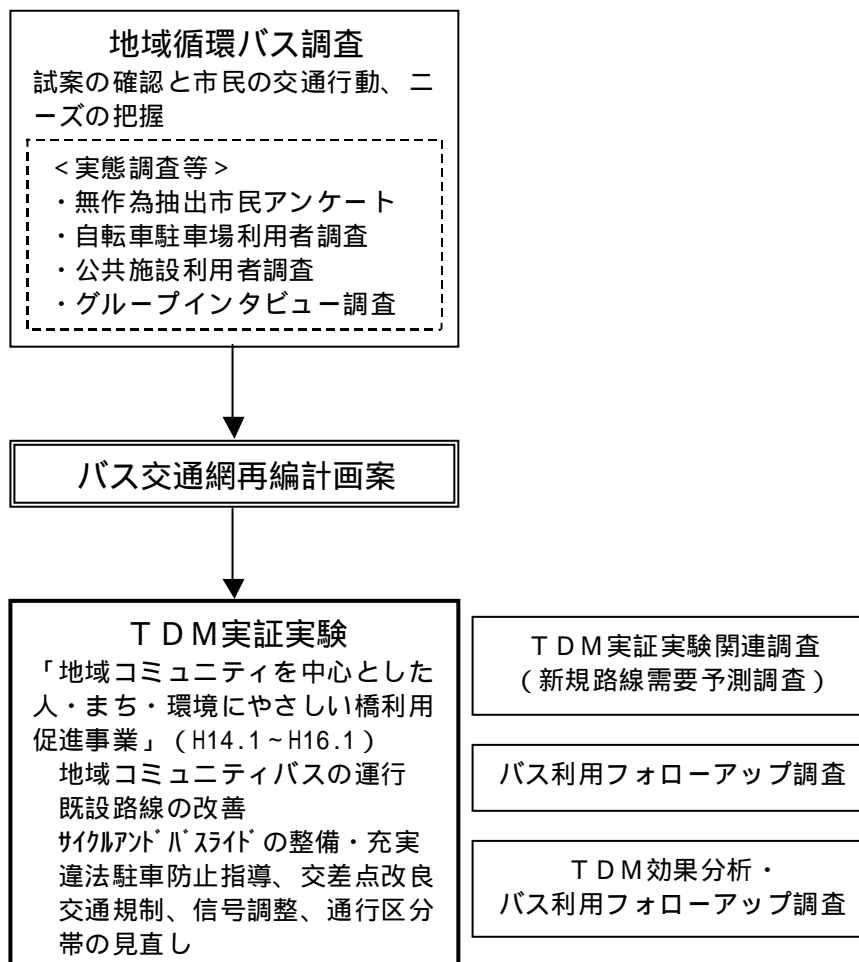 地域循環バス調査
試案の確認と市民の交通行動、ニ
ーズの把握
＜実態調査等＞
・無作為抽出市民アンケート
・自転車駐車場利用者調査
・公共施設利用者調査
・グループインタビュー調査
バス交通網再編計画案
ＴＤＭ実証実験
「地域コミュニティを中心とした
人・まち・環境にやさしい橋利用
促進事業」（H14.1～H16.1）
地域コミュニティバスの運行
既設路線の改善
ｻｲｸﾙｱﾝﾄﾞﾊﾞｽﾗｲﾄﾞの整備・充実
違法駐車防止指導、交差点改良
交通規制、信号調整、通行区分
帯の見直し
ＴＤＭ実証実験関連調査
（新規路線需要予測調査）
バス利用フォローアップ調査
ＴＤＭ効果分析・
バス利用フォローアップ調査